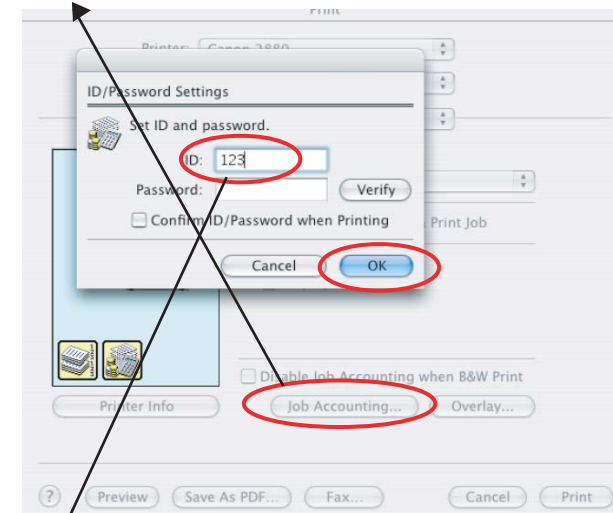 Print
Printer: Canon 2880
ID/Password Settings
Set ID and password.
ID: 123
Password: Verify
Confirm ID/Password when Printing
Print Job
Cancel OK
Disable Job Accounting when B&W Print
Printer Info Job Accounting... Overlay...
? Preview Save As PDF... Fax... Cancel Print